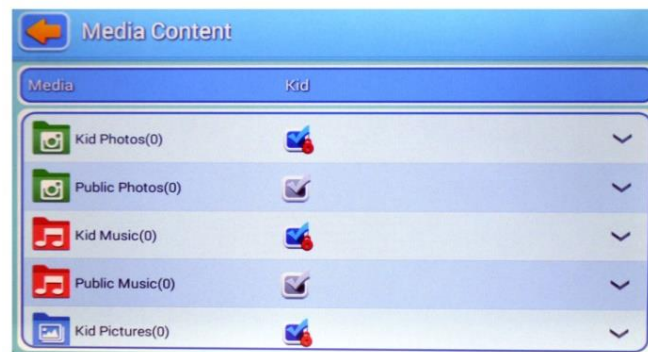 Media Content
Media Kid
Kid Photos(0)
Public Photos(0)
Kid Music(0)
Public Music(0)
Kid Pictures(0)